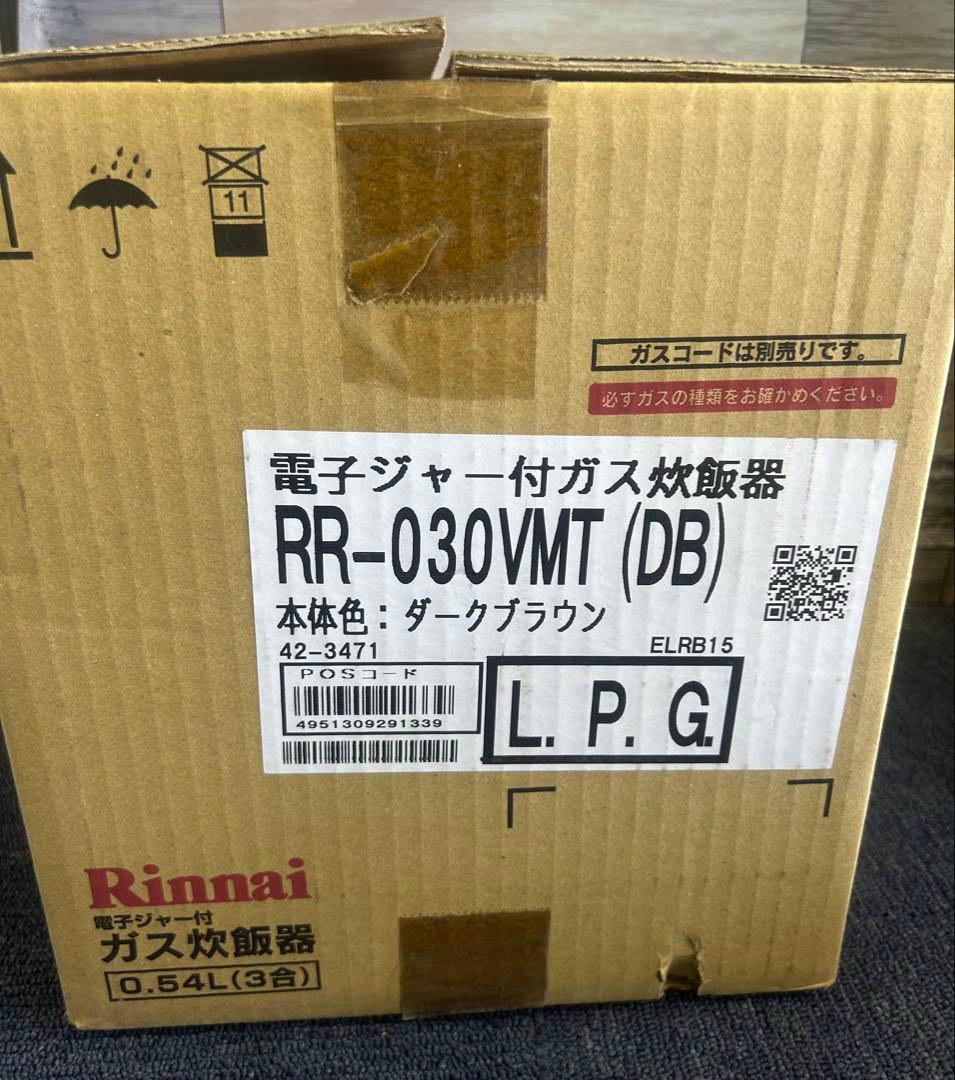 11
ガスコードは別売りです。
必ずガスの種類をお確かめください。
電子ジャー付ガス炊飯器
RR-030VMT(DB)
本体色：ダークブラウン
42-3471
ELRB15
POSコード
4951309291339
L.P.G.
Rinnai
電子ジャー付
ガス炊飯器
0.54L(3合)